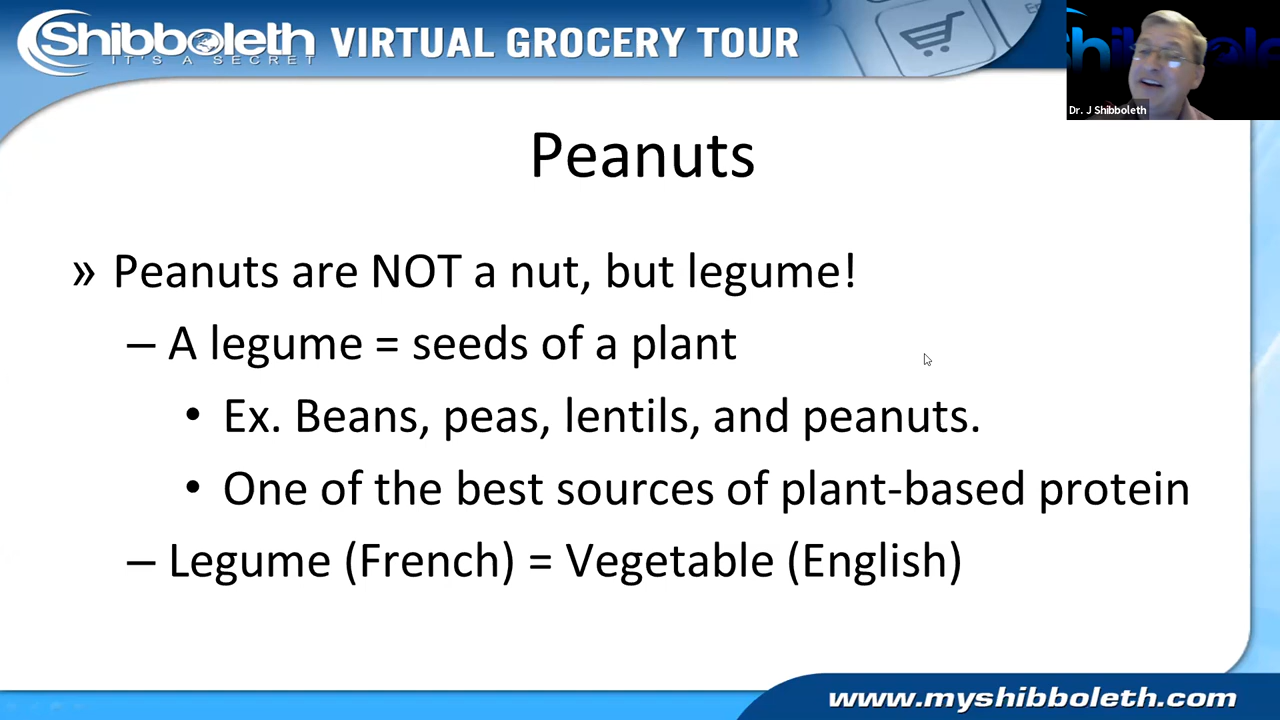 Shibboleth VIRTUAL GROCERY TOUR
IT'S A SECRET
Dr. J Shibboleth
Peanuts
» Peanuts are NOT a nut, but legume!
– A legume = seeds of a plant
• Ex. Beans, peas, lentils, and peanuts.
• One of the best sources of plant-based protein
– Legume (French) = Vegetable (English)
www.myshibboleth.com